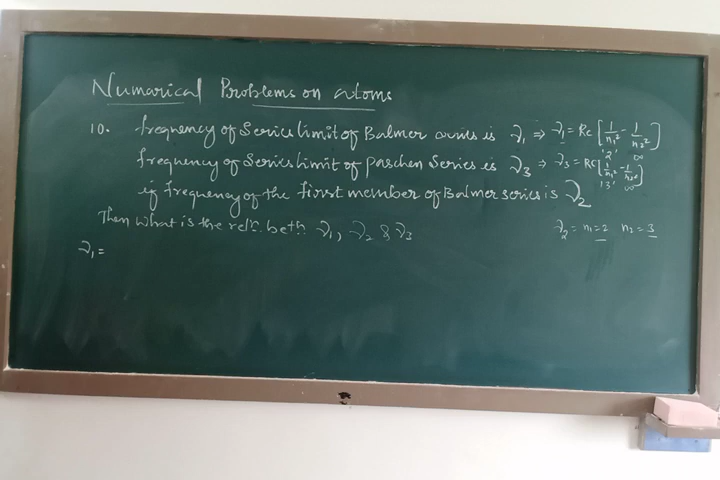 Numarical Problems on atoms
10. frequency of Series limit of Balmer series is ν₁ ⇒ ν₁ = RC [1/n₁² - 1/n₂²]
'2' ∞
frequency of Series limit of paschen Series is ν₃ ⇒ ν₃ = RC [1/n₁² - 1/n₂²]
'3' ∞
if frequency of the first member of Balmer series is ν₂
Then What is the reln. betn. ν₁, ν₂ & ν₃
ν₂ = n₁=2 n₂=3
ν₁ =